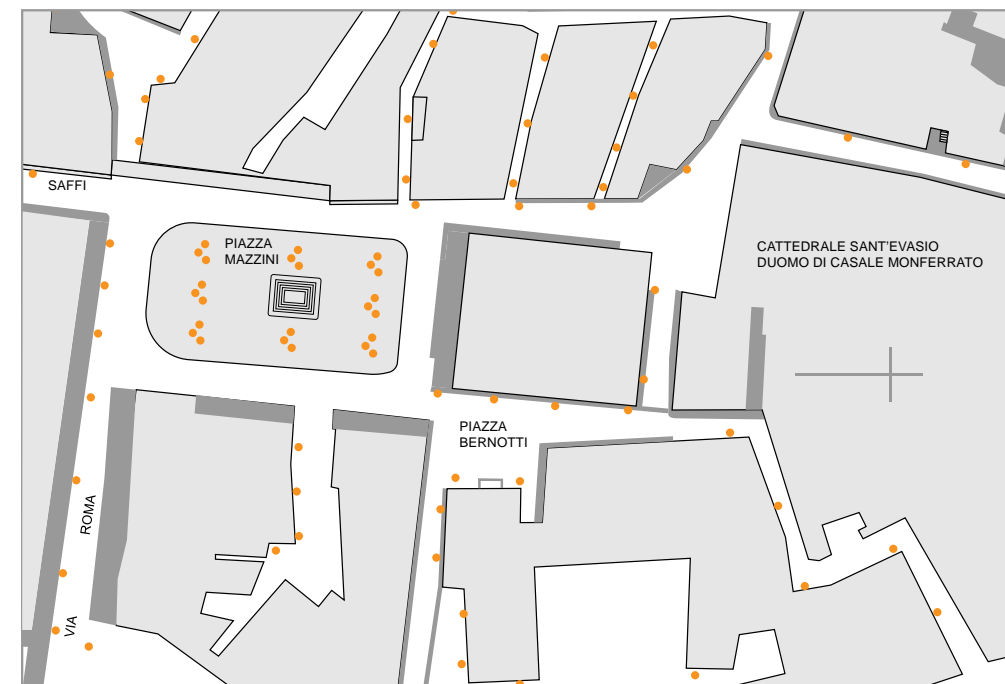 SAFFI
PIAZZA
MAZZINI
CATTEDRALE SANT'EVASIO
DUOMO DI CASALE MONFERRATO
PIAZZA
BERNOTTI
VIA ROMA